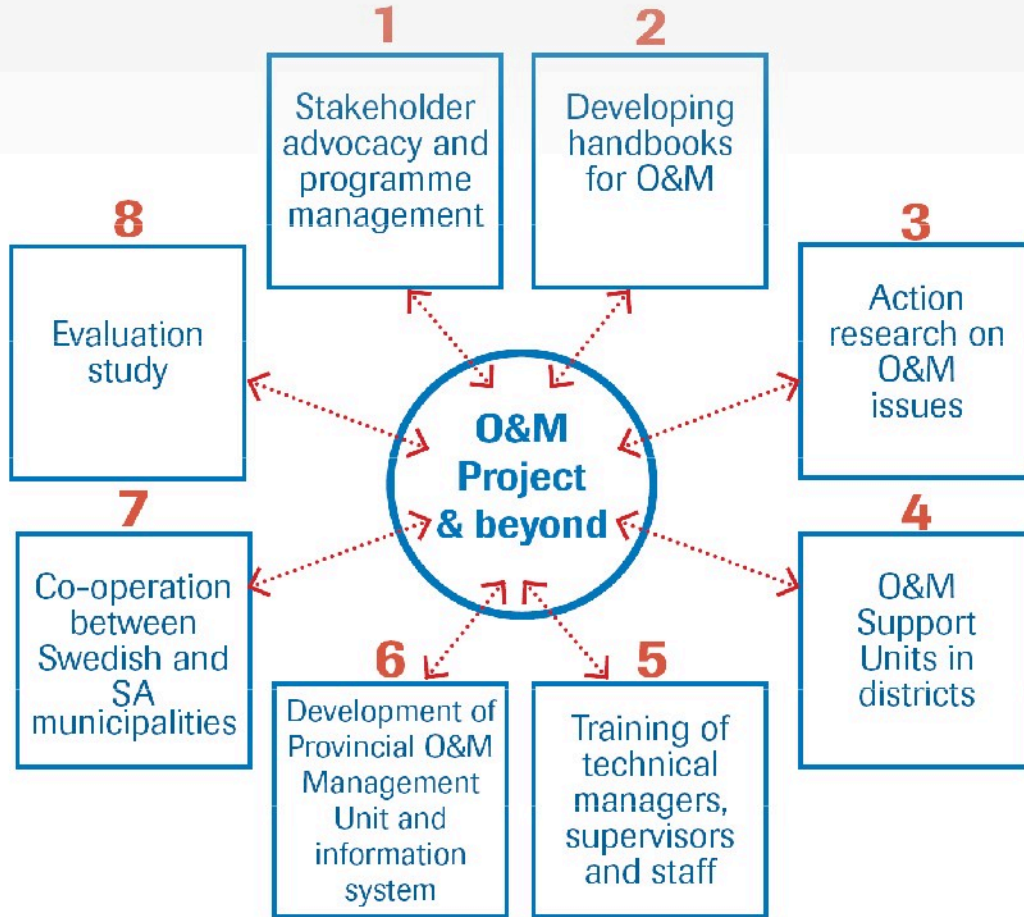 1
Stakeholder
advocacy and
programme
management
2
Developing
handbooks
for O&M
3
Action
research on
O&M
issues
4
O&M
Support
Units in
districts
5
Training of
technical
managers,
supervisors
and staff
6
Development of
Provincial O&M
Management
Unit and
information
system
7
Co-operation
between
Swedish and
SA
municipalities
8
Evaluation
study
O&M
Project
& beyond